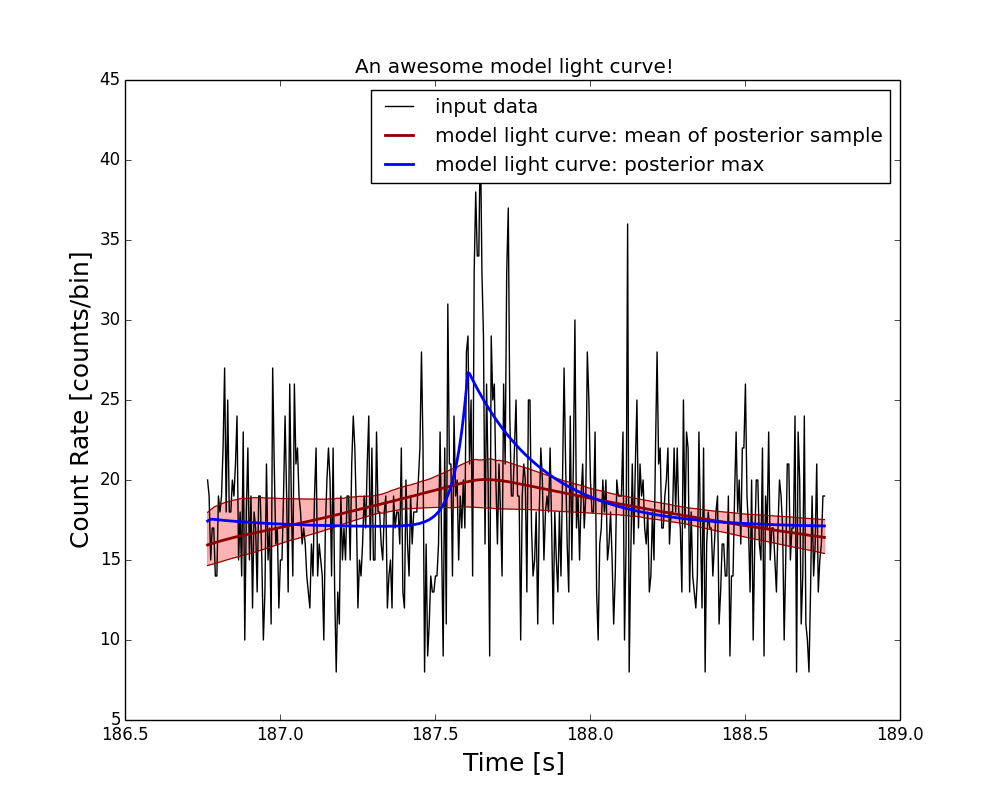 An awesome model light curve!
input data
model light curve: mean of posterior sample
model light curve: posterior max
Count Rate [counts/bin]
45
40
35
30
25
20
15
10
5
186.5 187.0 187.5 188.0 188.5 189.0
Time [s]